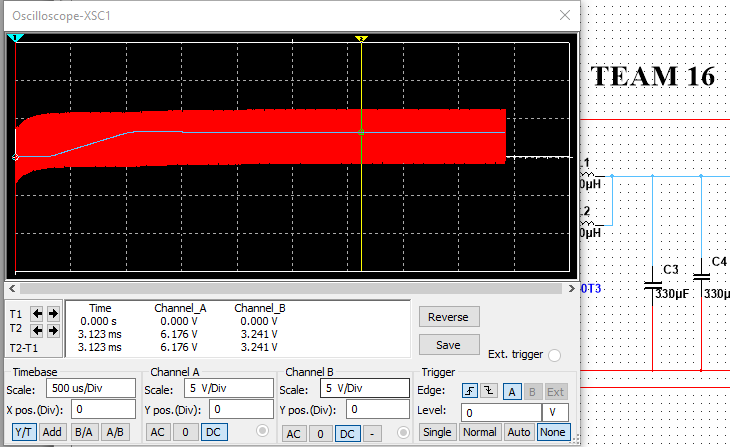 Oscilloscope-XSC1
1
2
TEAM 16
C3
330µF
C4
Time Channel_A Channel_B
T1 0.000 s 0.000 V 0.000 V
T2 3.123 ms 6.176 V 3.241 V
T2-T1 3.123 ms 6.176 V 3.241 V
Reverse
Save
Ext. trigger
Timebase
Scale: 500 us/Div
X pos.(Div): 0
Y/T Add B/A A/B
Channel A
Scale: 5 V/Div
Y pos.(Div): 0
AC 0 DC
Channel B
Scale: 5 V/Div
Y pos.(Div): 0
AC 0 DC -
Trigger
Edge: A B Ext
Level: 0 V
Single Normal Auto None